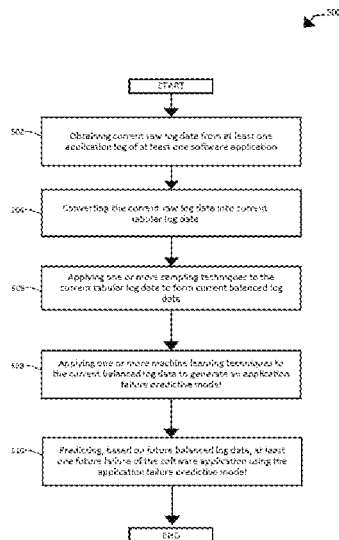 500
START
502
Obtaining current raw log data from at least one
application log of at least one software application
Converting the current raw log data into current
tabular log data
Applying one or more sampling techniques to the
current tabular log data to form current balanced log
data
Applying one or more machine learning techniques to
the current balanced log data to generate an application
failure predictive model
510
Predicting, based on future balanced log data, at least
one future failure of the software application using the
application failure predictive model
END